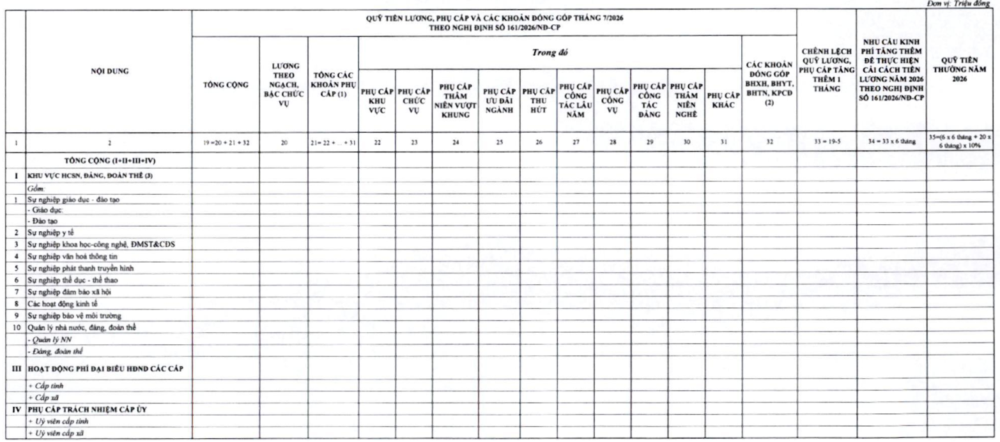 Đơn vị: Triệu đồng
NỘI DUNG
QUỸ TIỀN LƯƠNG, PHỤ CẤP VÀ CÁC KHOẢN ĐÓNG GÓP THÁNG 7/2026
THEO NGHỊ ĐỊNH SỐ 161/2026/NĐ-CP
TỔNG CỘNG
LƯƠNG
THEO
NGẠCH,
BẬC CHỨC
VỤ
TỔNG CÁC
KHOẢN PHỤ
CẤP (1)
Trong đó
PHỤ CẤP
KHU
VỰC
PHỤ CẤP
CHỨC
VỤ
PHỤ CẤP
THÂM
NIÊN VƯỢT
KHUNG
PHỤ CẤP
ƯU ĐÃI
NGÀNH
PHỤ CẤP
THU
HÚT
PHỤ CẤP
CÔNG
TÁC LÂU
NĂM
PHỤ CẤP
CÔNG
VỤ
PHỤ CẤP
CÔNG
TÁC
ĐẢNG
PHỤ CẤP
THÂM
NIÊN
NGHỀ
PHỤ CẤP
KHÁC
CÁC KHOẢN
ĐÓNG GÓP
BHXH, BHYT,
BHTN, KPCĐ
(2)
CHÊNH LỆCH
QUỸ LƯƠNG,
PHỤ CẤP TĂNG
THÊM 1
THÁNG
NHU CẦU KINH
PHÍ TĂNG THÊM
ĐỂ THỰC HIỆN
CẢI CÁCH TIỀN
LƯƠNG NĂM 2026
THEO NGHỊ ĐỊNH
SỐ 161/2026/NĐ-CP
QUỸ TIỀN
THƯỞNG NĂM
2026
1 2 19 =20 + 21 + 32 20 21= 22 + .. + 31 22 23 24 25 26 27 28 29 30 31 32 33 = 19-5 34 = 33 x 6 tháng 35=(6 x 6 tháng + 20 x
6 tháng) x 10%
TỔNG CỘNG (I+II+III+IV)
I KHU VỰC HCSN, ĐẢNG, ĐOÀN THỂ (3)
Gồm:
1 Sự nghiệp giáo dục - đào tạo
- Giáo dục:
- Đào tạo
2 Sự nghiệp y tế
3 Sự nghiệp khoa học-công nghệ, ĐMST&CĐS
4 Sự nghiệp văn hoá thông tin
5 Sự nghiệp phát thanh truyền hình
6 Sự nghiệp thể dục - thể thao
7 Sự nghiệp đảm bảo xã hội
8 Các hoạt động kinh tế
9 Sự nghiệp bảo vệ môi trường
10 Quản lý nhà nước, đảng, đoàn thể
- Quản lý NN
- Đảng, đoàn thể
III HOẠT ĐỘNG PHÍ ĐẠI BIỂU HĐND CÁC CẤP
+ Cấp tỉnh
+ Cấp xã
IV PHỤ CẤP TRÁCH NHIỆM CẤP ỦY
+ Uỷ viên cấp tỉnh
+ Uỷ viên cấp xã